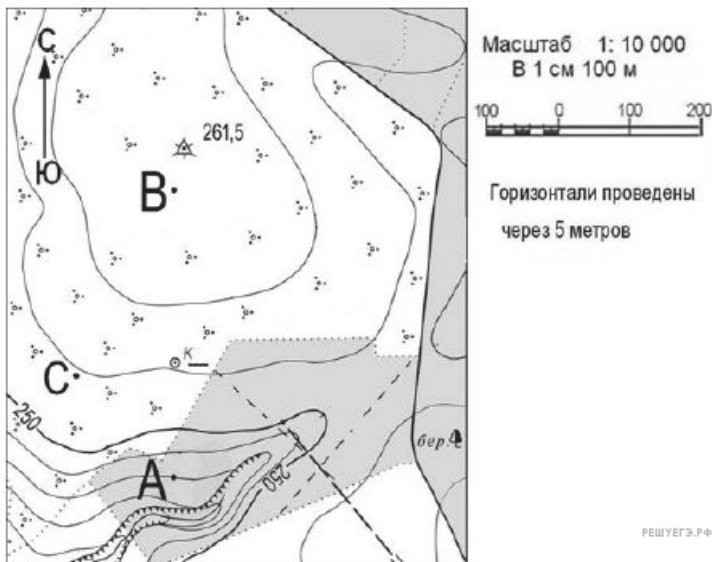 С
Ю
261,5
В
К
С
250
А
250
бер.
Масштаб 1: 10 000
В 1 см 100 м
100 0 100 200
Горизонтали проведены
через 5 метров
РЕШУЕГЭ.РФ